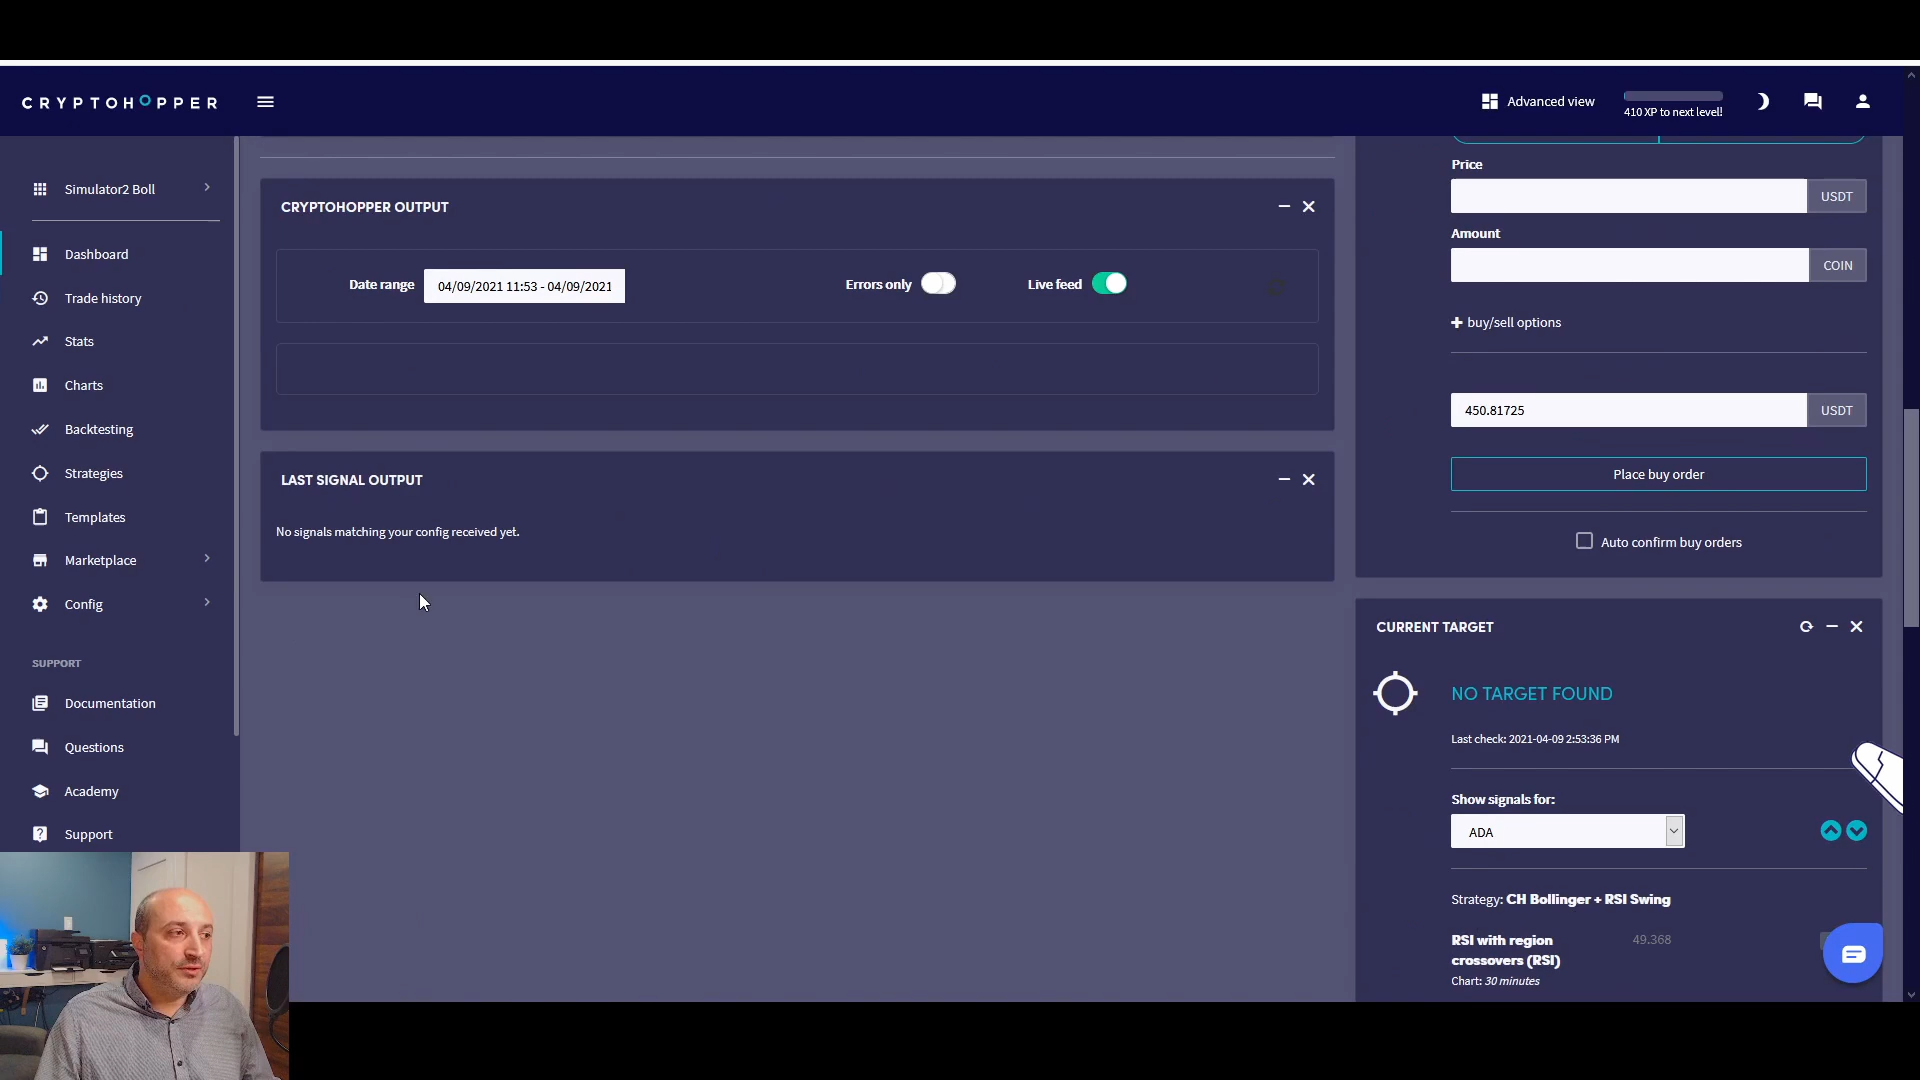 CRYPTOHOPPER
Advanced view
410 XP to next level!
Simulator2 Boll
Dashboard
Trade history
Stats
Charts
Backtesting
Strategies
Templates
Marketplace
Config
SUPPORT
Documentation
Questions
Academy
Support
CRYPTOHOPPER OUTPUT
Date range
04/09/2021 11:53 - 04/09/2021
Errors only
Live feed
LAST SIGNAL OUTPUT
No signals matching your config received yet.
Price
USDT
Amount
COIN
buy/sell options
450.81725
USDT
Place buy order
Auto confirm buy orders
CURRENT TARGET
NO TARGET FOUND
Last check: 2021-04-09 2:53:36 PM
Show signals for:
ADA
Strategy: CH Bollinger + RSI Swing
RSI with region
crossovers (RSI)
49.368
Chart: 30 minutes